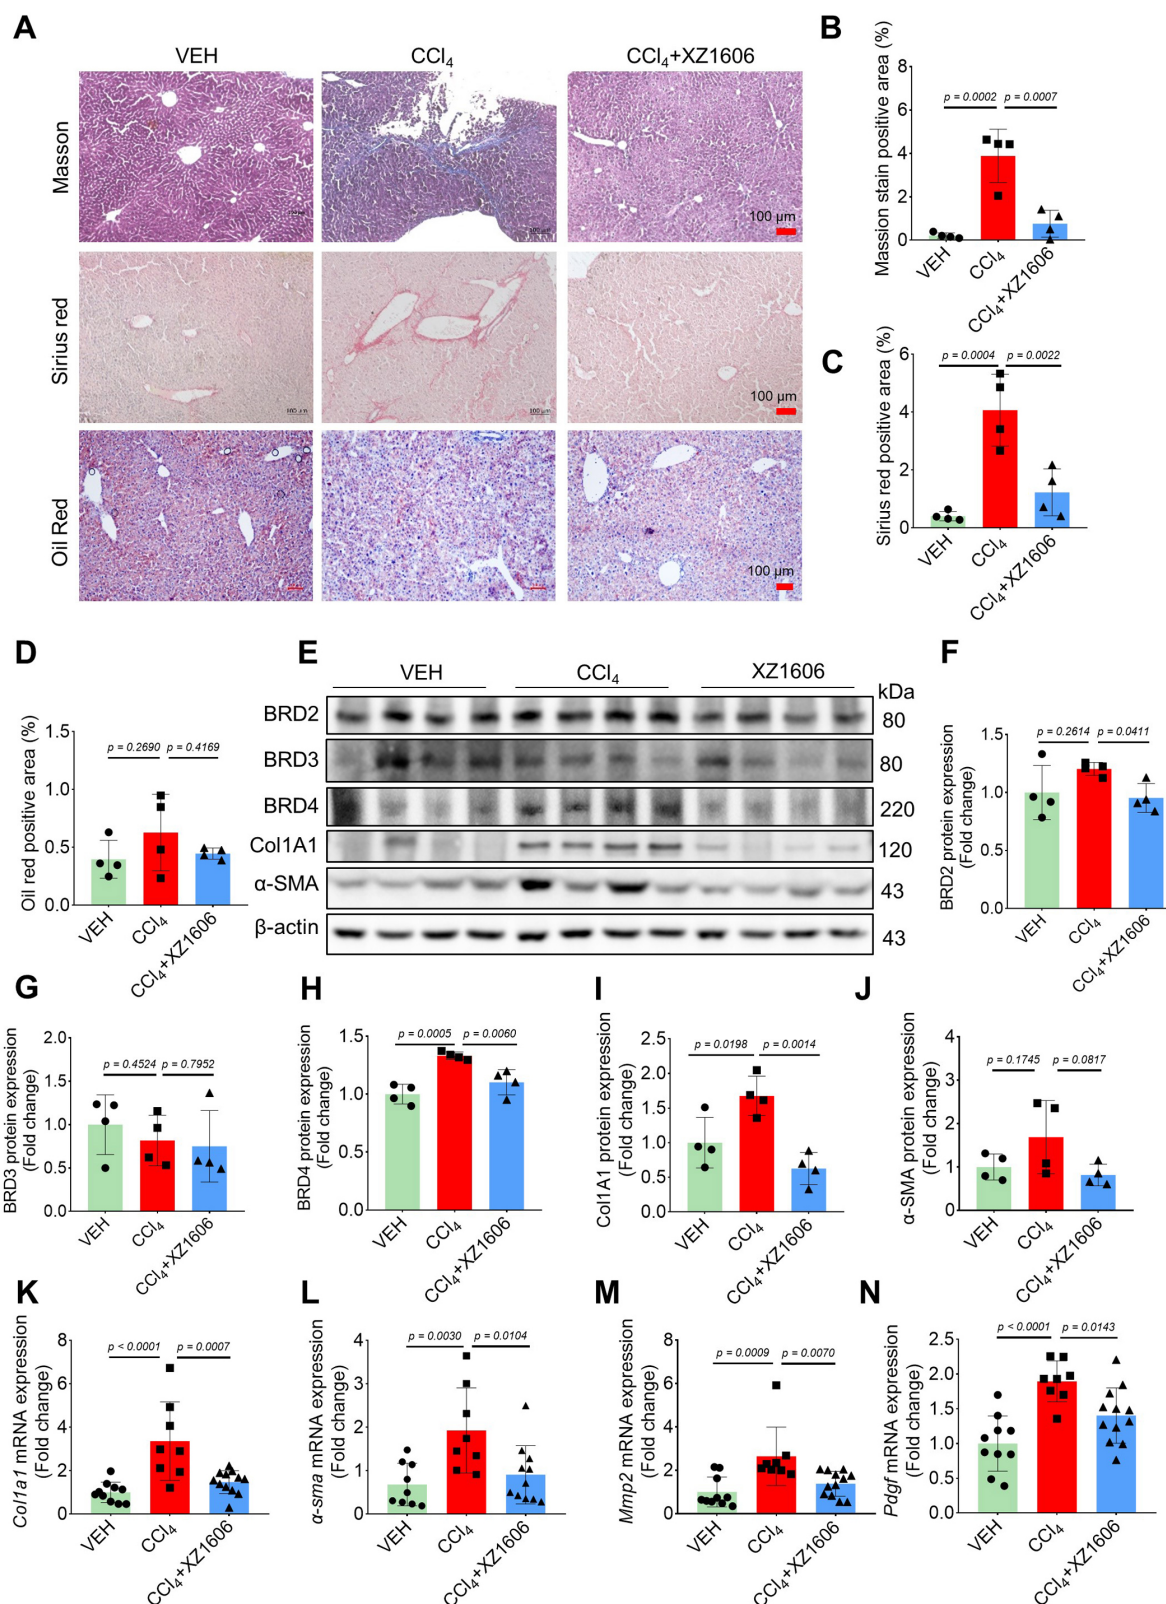 A
VEH
CCl4
CCl4+XZ1606
Masson
100 µm
Sirius red
100 µm
100 µm
100 µm
Oil Red
100 µm
B
Massion stain positive area (%)
8
6
4
2
0
p = 0.0002
p = 0.0007
VEH
CCl4
CCl4+XZ1606
C
Sirius red positive area (%)
6
4
2
0
p = 0.0004
p = 0.0022
VEH
CCl4
CCl4+XZ1606
D
Oil red positive area (%)
1.5
1.0
0.5
0.0
p = 0.2690
p = 0.4169
VEH
CCl4
CCl4+XZ1606
E
VEH
CCl4
XZ1606
kDa
BRD2
80
BRD3
80
BRD4
220
Col1A1
120
α-SMA
43
β-actin
43
F
BRD2 protein expression
(Fold change)
1.5
1.0
0.5
0.0
p = 0.2614
p = 0.0411
VEH
CCl4
CCl4+XZ1606
G
BRD3 protein expression
(Fold change)
2.0
1.5
1.0
0.5
0.0
p = 0.4524
p = 0.7952
VEH
CCl4
CCl4+XZ1606
H
BRD4 protein expression
(Fold change)
1.5
1.0
0.5
0.0
p = 0.0005
p = 0.0060
VEH
CCl4
CCl4+XZ1606
I
Col1A1 protein expression
(Fold change)
2.5
2.0
1.5
1.0
0.5
0.0
p = 0.0198
p = 0.0014
VEH
CCl4
CCl4+XZ1606
J
α-SMA protein expression
(Fold change)
4
3
2
1
0
p = 0.1745
p = 0.0817
VEH
CCl4
CCl4+XZ1606
K
Col1a1 mRNA expression
(Fold change)
8
6
4
2
0
p < 0.0001
p = 0.0007
VEH
CCl4
CCl4+XZ1606
L
α-sma mRNA expression
(Fold change)
4
3
2
1
0
p = 0.0030
p = 0.0104
VEH
CCl4
CCl4+XZ1606
M
Mmp2 mRNA expression
(Fold change)
8
6
4
2
0
p = 0.0009
p = 0.0070
VEH
CCl4
CCl4+XZ1606
N
Pdgf mRNA expression
(Fold change)
2.5
2.0
1.5
1.0
0.5
0.0
p < 0.0001
p = 0.0143
VEH
CCl4
CCl4+XZ1606